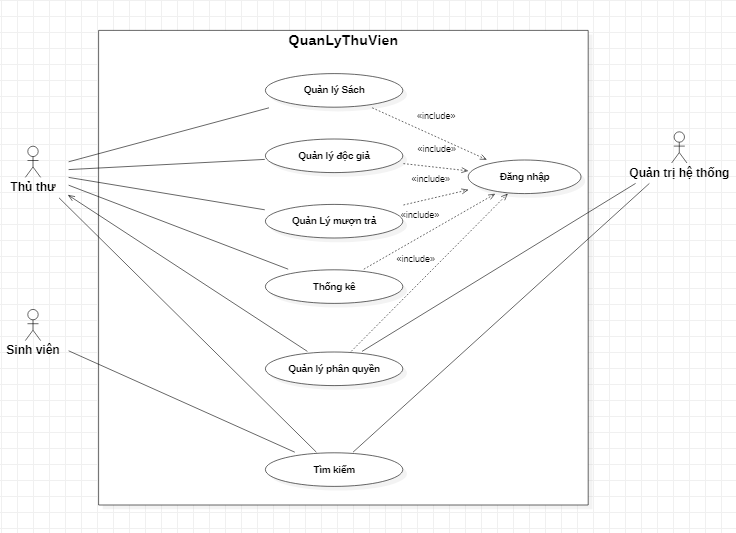 QuanLyThuVien
Quản lý Sách
«include»
Quản lý độc giả
«include»
Đăng nhập
Quản trị hệ thống
Thủ thư
«include»
Quản Lý mượn trả
«include»
«include»
Thống kê
Sinh viên
Quản lý phân quyền
Tìm kiếm